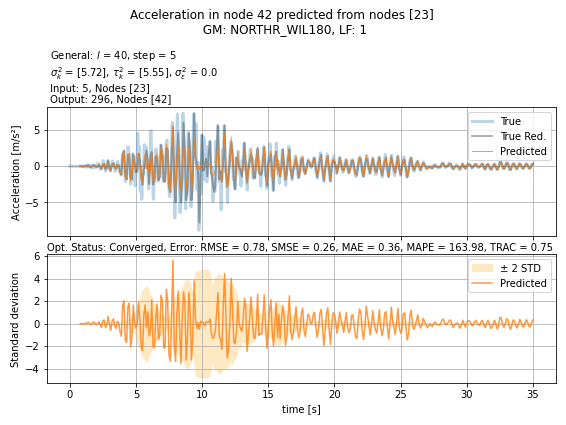 Acceleration in node 42 predicted from nodes [23]
GM: NORTHR_WIL180, LF: 1
General: l = 40, step = 5
σ²ₖ = [5.72], τ²ₖ = [5.55], σ²ₑ = 0.0
Input: 5, Nodes [23]
Output: 296, Nodes [42]
Acceleration [m/s²]
5
0
−5
True
True Red.
Predicted
Opt. Status: Converged, Error: RMSE = 0.78, SMSE = 0.26, MAE = 0.36, MAPE = 163.98, TRAC = 0.75
Standard deviation
6
4
2
0
−2
−4
± 2 STD
Predicted
0 5 10 15 20 25 30 35
time [s]